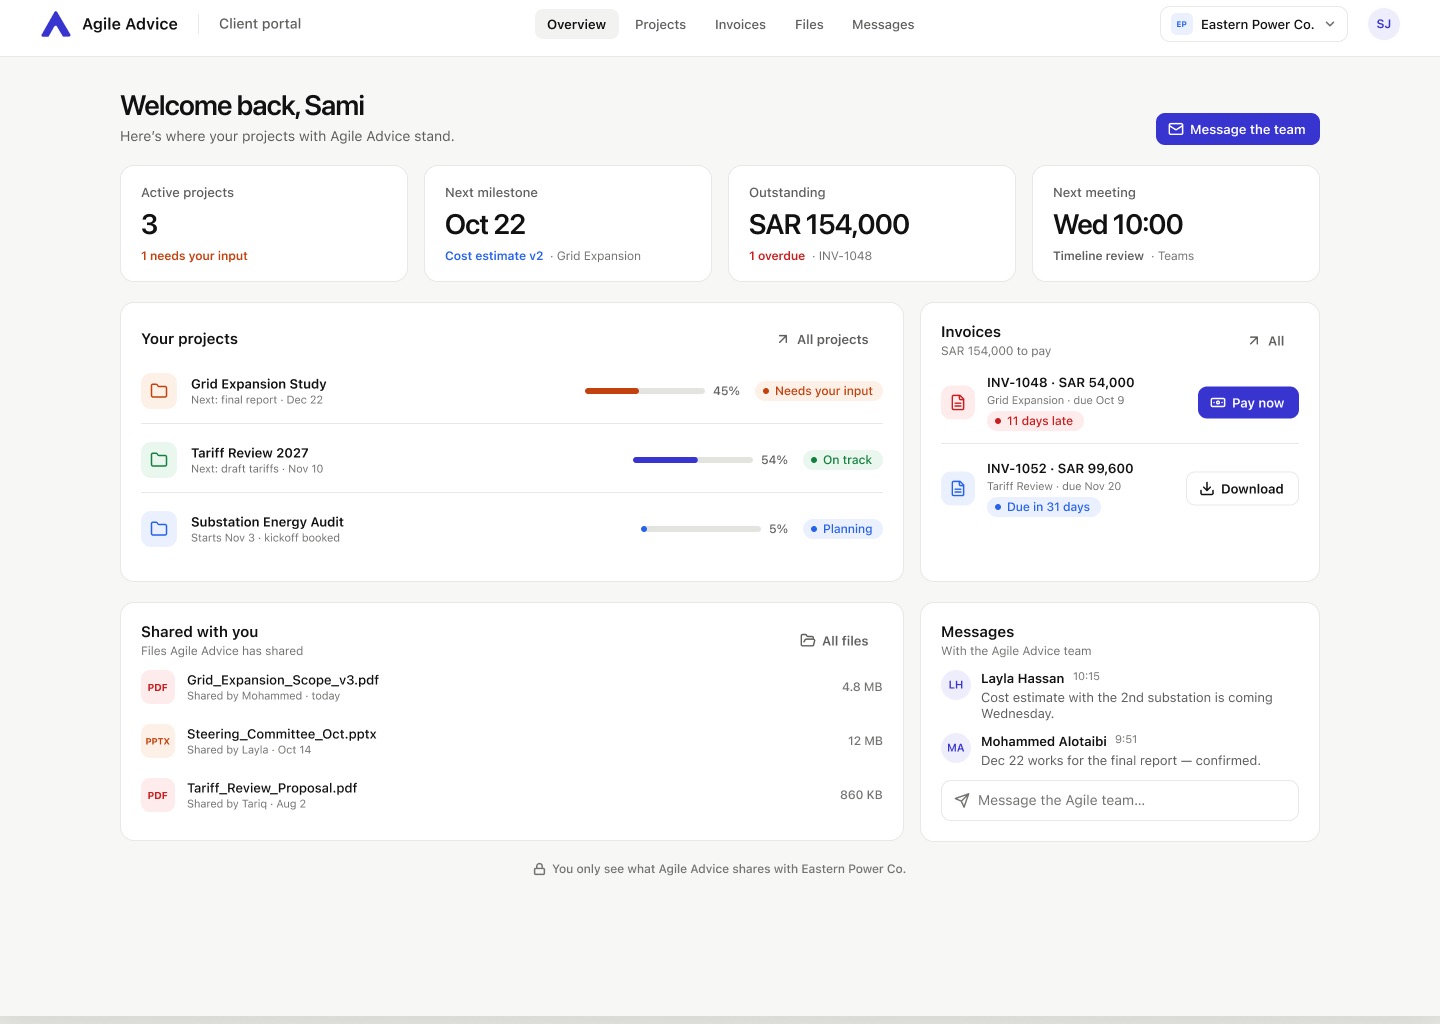 Agile Advice
Client portal
Overview
Projects
Invoices
Files
Messages
EP
Eastern Power Co.
SJ
Welcome back, Sami
Here's where your projects with Agile Advice stand.
Message the team
Active projects
3
1 needs your input
Next milestone
Oct 22
Cost estimate v2 · Grid Expansion
Outstanding
SAR 154,000
1 overdue · INV-1048
Next meeting
Wed 10:00
Timeline review · Teams
Your projects
All projects
Grid Expansion Study
Next: final report · Dec 22
45%
Needs your input
Tariff Review 2027
Next: draft tariffs · Nov 10
54%
On track
Substation Energy Audit
Starts Nov 3 · kickoff booked
5%
Planning
Invoices
SAR 154,000 to pay
All
INV-1048 · SAR 54,000
Grid Expansion · due Oct 9
11 days late
Pay now
INV-1052 · SAR 99,600
Tariff Review · due Nov 20
Due in 31 days
Download
Shared with you
Files Agile Advice has shared
All files
PDF
Grid_Expansion_Scope_v3.pdf
Shared by Mohammed · today
4.8 MB
PPTX
Steering_Committee_Oct.pptx
Shared by Layla · Oct 14
12 MB
PDF
Tariff_Review_Proposal.pdf
Shared by Tariq · Aug 2
860 KB
Messages
With the Agile Advice team
LH
Layla Hassan 10:15
Cost estimate with the 2nd substation is coming
Wednesday.
MA
Mohammed Alotaibi 9:51
Dec 22 works for the final report — confirmed.
Message the Agile team...
You only see what Agile Advice shares with Eastern Power Co.